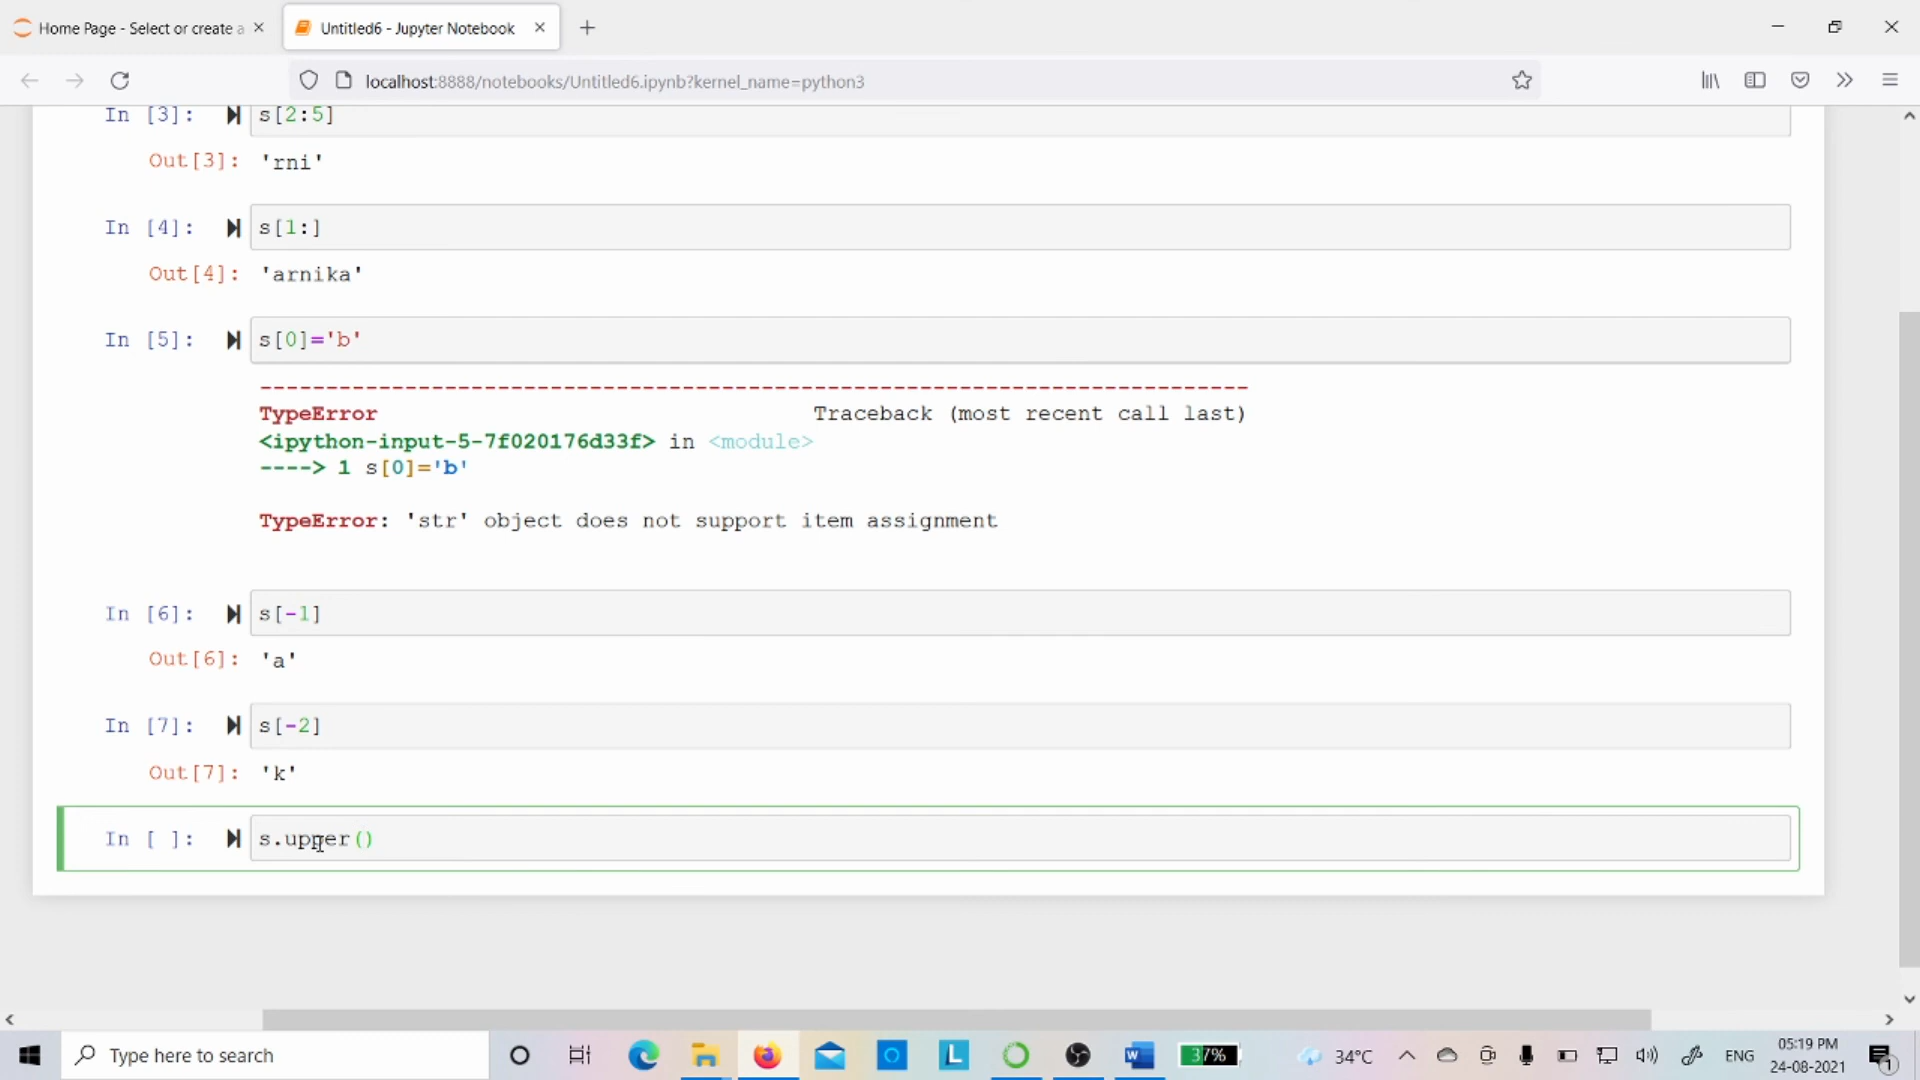 Home Page - Select or create a
Untitled6 - Jupyter Notebook
localhost:8888/notebooks/Untitled6.ipynb?kernel_name=python3
In [3]: s[2:5]
Out[3]: 'rni'
In [4]: s[1:]
Out[4]: 'arnika'
In [5]: s[0]='b'
---------------------------------------------------------------------------
TypeError Traceback (most recent call last)
<ipython-input-5-7f020176d33f> in <module>
----> 1 s[0]='b'
TypeError: 'str' object does not support item assignment
In [6]: s[-1]
Out[6]: 'a'
In [7]: s[-2]
Out[7]: 'k'
In [ ]: s.upper()
Type here to search
L
W
37%
34°C
ENG
05:19 PM
24-08-2021
1